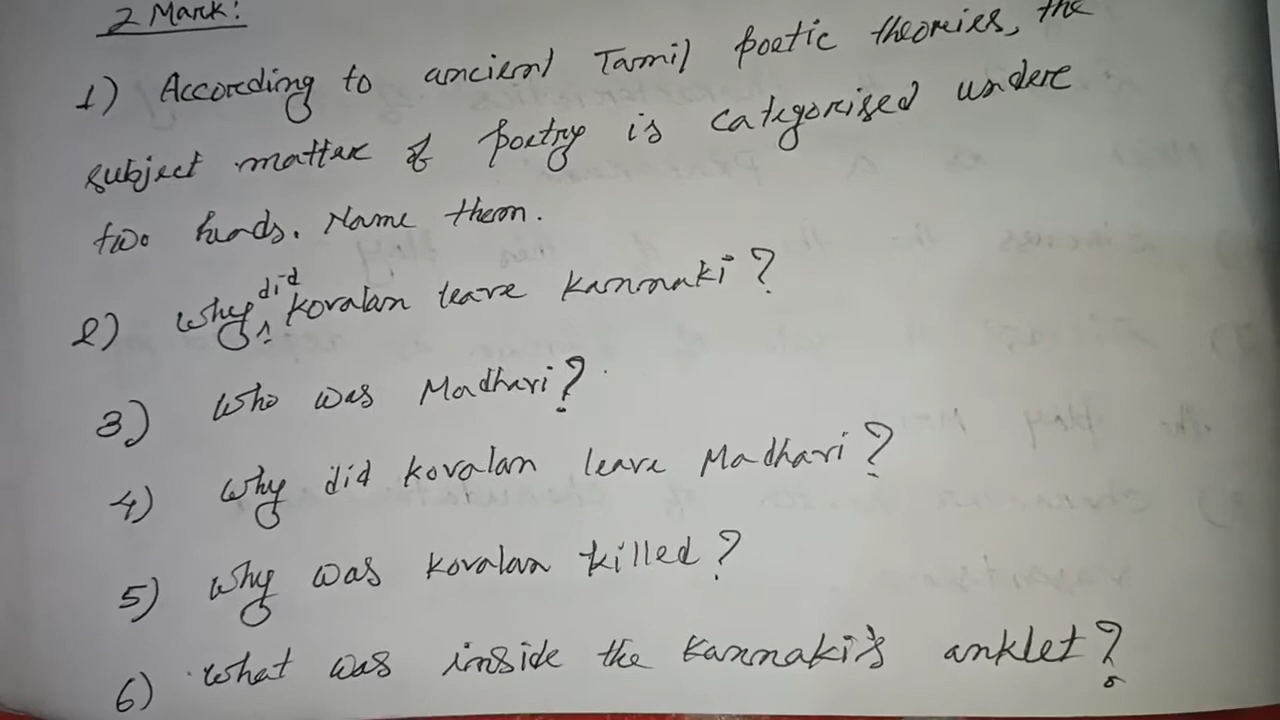 2 Mark:
1) According to ancient Tamil poetic theories, the
subject matter of poetry is categorised undere
two heads. Name them.
2) Why did kovalan leave Kannaki?
3) Who was Madhavi?
4) Why did kovalan leave Madhavi?
5) Why was kovalan killed?
6) What was inside the Kannaki's anklet?